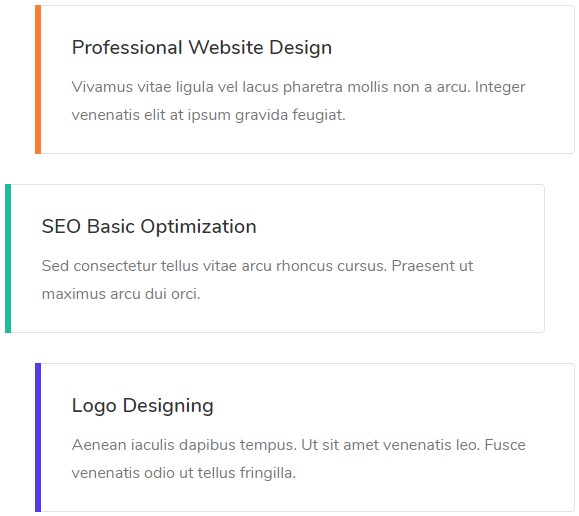 Professional Website Design
Vivamus vitae ligula vel lacus pharetra mollis non a arcu. Integer
venenatis elit at ipsum gravida feugiat.
SEO Basic Optimization
Sed consectetur tellus vitae arcu rhoncus cursus. Praesent ut
maximus arcu dui orci.
Logo Designing
Aenean iaculis dapibus tempus. Ut sit amet venenatis leo. Fusce
venenatis odio ut tellus fringilla.